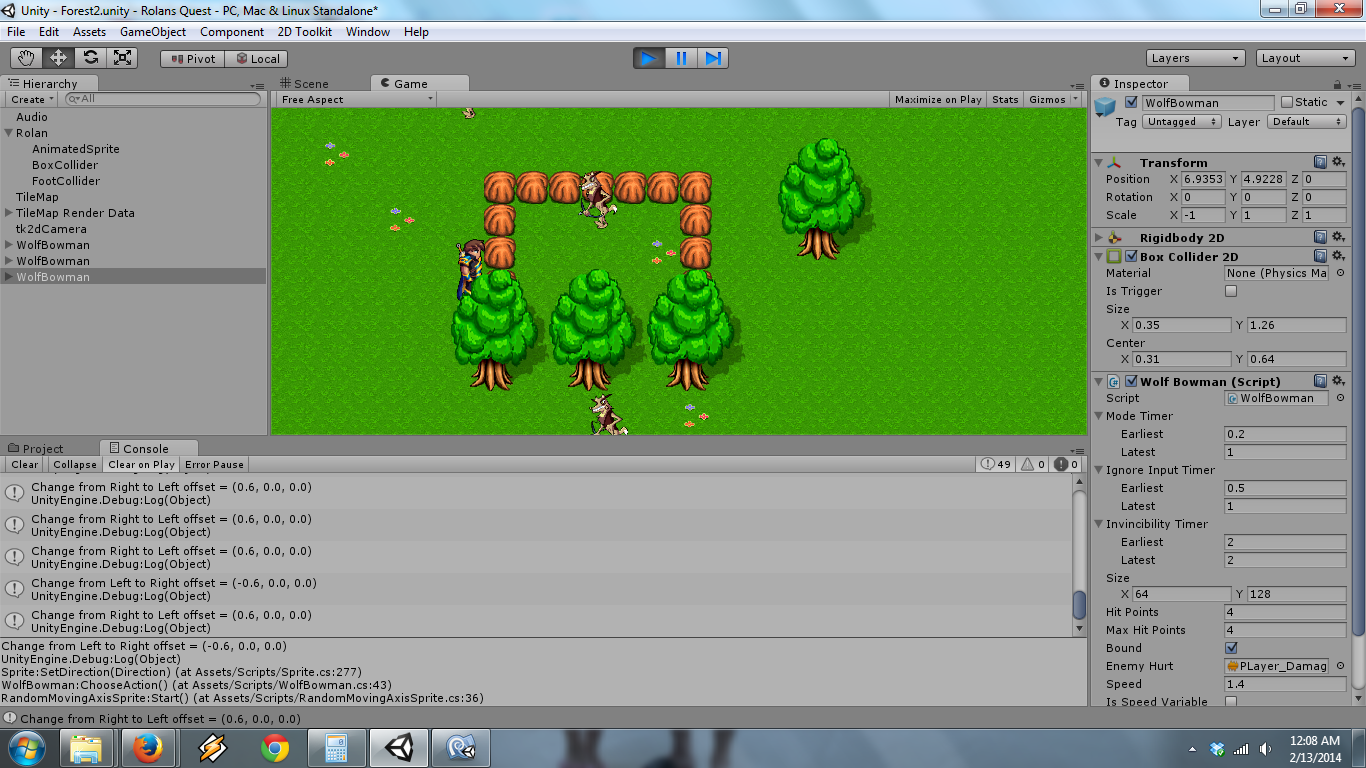 Unity - Forest2.unity - Rolans Quest - PC, Mac & Linux Standalone*
File Edit Assets GameObject Component 2D Toolkit Window Help
Pivot Local Layers Layout
Hierarchy
Create All
Audio
Rolan
AnimatedSprite
BoxCollider
FootCollider
TileMap
TileMap Render Data
tk2dCamera
WolfBowman
WolfBowman
WolfBowman
Scene Game
Free Aspect Maximize on Play Stats Gizmos
Inspector
WolfBowman Static
Tag Untagged Layer Default
Transform
Position X 6.9353 Y 4.9228 Z 0
Rotation X 0 Y 0 Z 0
Scale X -1 Y 1 Z 1
Rigidbody 2D
Box Collider 2D
Material None (Physics Ma
Is Trigger
Size
X 0.35 Y 1.26
Center
X 0.31 Y 0.64
Wolf Bowman (Script)
Script WolfBowman
Mode Timer
Earliest 0.2
Latest 1
Ignore Input Timer
Earliest 0.5
Latest 1
Invincibility Timer
Earliest 2
Latest 2
Size
X 64 Y 128
Hit Points 4
Max Hit Points 4
Bound
Enemy Hurt PLayer_Damag
Speed 1.4
Is Speed Variable
Project Console
Clear Collapse Clear on Play Error Pause 49 0 0
Change from Right to Left offset = (0.6, 0.0, 0.0)
UnityEngine.Debug:Log(Object)
Change from Right to Left offset = (0.6, 0.0, 0.0)
UnityEngine.Debug:Log(Object)
Change from Right to Left offset = (0.6, 0.0, 0.0)
UnityEngine.Debug:Log(Object)
Change from Left to Right offset = (-0.6, 0.0, 0.0)
UnityEngine.Debug:Log(Object)
Change from Right to Left offset = (0.6, 0.0, 0.0)
UnityEngine.Debug:Log(Object)
Change from Left to Right offset = (-0.6, 0.0, 0.0)
UnityEngine.Debug:Log(Object)
Sprite:SetDirection(Direction) (at Assets/Scripts/Sprite.cs:277)
WolfBowman:ChooseAction() (at Assets/Scripts/WolfBowman.cs:43)
RandomMovingAxisSprite:Start() (at Assets/Scripts/RandomMovingAxisSprite.cs:36)
Change from Right to Left offset = (0.6, 0.0, 0.0)
12:08 AM
2/13/2014